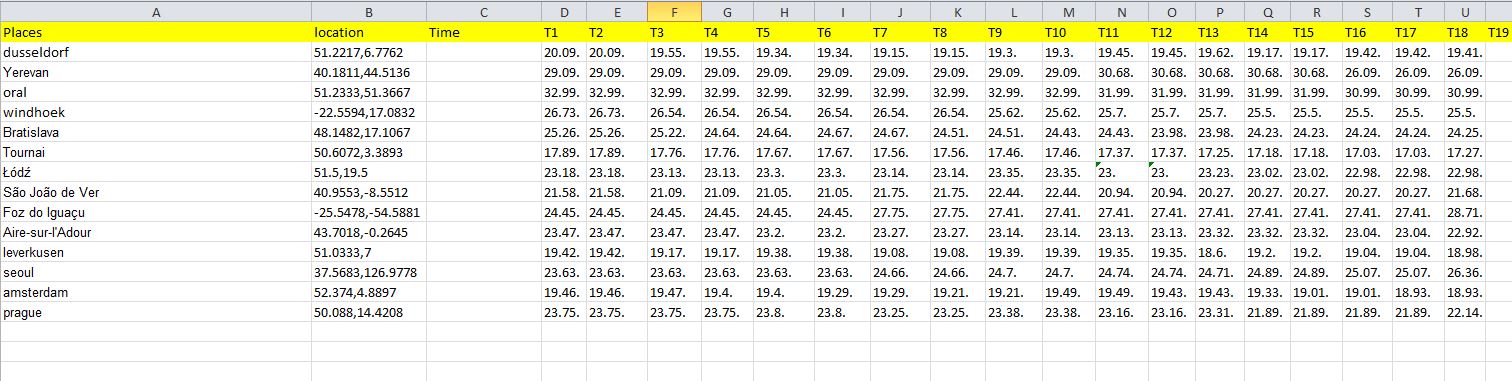 A B C D E F G H I J K L M N O P Q R S T U
Places location Time T1 T2 T3 T4 T5 T6 T7 T8 T9 T10 T11 T12 T13 T14 T15 T16 T17 T18 T19
dusseldorf 51.2217,6.7762 20.09. 20.09. 19.55. 19.55. 19.34. 19.34. 19.15. 19.15. 19.3. 19.3. 19.45. 19.45. 19.62. 19.17. 19.17. 19.42. 19.42. 19.41.
Yerevan 40.1811,44.5136 29.09. 29.09. 29.09. 29.09. 29.09. 29.09. 29.09. 29.09. 29.09. 29.09. 30.68. 30.68. 30.68. 30.68. 30.68. 26.09. 26.09. 26.09.
oral 51.2333,51.3667 32.99. 32.99. 32.99. 32.99. 32.99. 32.99. 32.99. 32.99. 32.99. 32.99. 31.99. 31.99. 31.99. 31.99. 31.99. 30.99. 30.99. 30.99.
windhoek -22.5594,17.0832 26.73. 26.73. 26.54. 26.54. 26.54. 26.54. 26.54. 26.54. 25.62. 25.62. 25.7. 25.7. 25.7. 25.5. 25.5. 25.5. 25.5. 25.5.
Bratislava 48.1482,17.1067 25.26. 25.26. 25.22. 24.64. 24.64. 24.67. 24.67. 24.51. 24.51. 24.43. 24.43. 23.98. 23.98. 24.23. 24.23. 24.24. 24.24. 24.25.
Tournai 50.6072,3.3893 17.89. 17.89. 17.76. 17.76. 17.67. 17.67. 17.56. 17.56. 17.46. 17.46. 17.37. 17.37. 17.25. 17.18. 17.18. 17.03. 17.03. 17.27.
Łódź 51.5,19.5 23.18. 23.18. 23.13. 23.13. 23.3. 23.3. 23.14. 23.14. 23.35. 23.35. 23. 23. 23.23. 23.02. 23.02. 22.98. 22.98. 22.98.
São João de Ver 40.9553,-8.5512 21.58. 21.58. 21.09. 21.09. 21.05. 21.05. 21.75. 21.75. 22.44. 22.44. 20.94. 20.94. 20.27. 20.27. 20.27. 20.27. 20.27. 21.68.
Foz do Iguaçu -25.5478,-54.5881 24.45. 24.45. 24.45. 24.45. 24.45. 24.45. 27.75. 27.75. 27.41. 27.41. 27.41. 27.41. 27.41. 27.41. 27.41. 27.41. 27.41. 28.71.
Aire-sur-l'Adour 43.7018,-0.2645 23.47. 23.47. 23.47. 23.47. 23.2. 23.2. 23.27. 23.27. 23.14. 23.14. 23.13. 23.13. 23.32. 23.32. 23.32. 23.04. 23.04. 22.92.
leverkusen 51.0333,7 19.42. 19.42. 19.17. 19.17. 19.38. 19.38. 19.08. 19.08. 19.39. 19.39. 19.35. 19.35. 18.6. 19.2. 19.2. 19.04. 19.04. 18.98.
seoul 37.5683,126.9778 23.63. 23.63. 23.63. 23.63. 23.63. 23.63. 24.66. 24.66. 24.7. 24.7. 24.74. 24.74. 24.71. 24.89. 24.89. 25.07. 25.07. 26.36.
amsterdam 52.374,4.8897 19.46. 19.46. 19.47. 19.4. 19.4. 19.29. 19.29. 19.21. 19.21. 19.49. 19.49. 19.43. 19.43. 19.33. 19.01. 19.01. 18.93. 18.93.
prague 50.088,14.4208 23.75. 23.75. 23.75. 23.75. 23.8. 23.8. 23.25. 23.25. 23.38. 23.38. 23.16. 23.16. 23.31. 21.89. 21.89. 21.89. 21.89. 22.14.